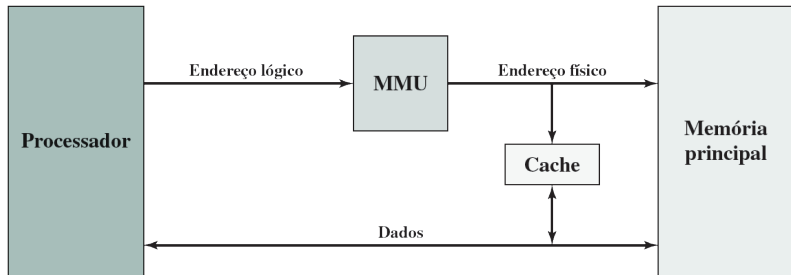 Processador
Endereço lógico
MMU
Endereço físico
Cache
Dados
Memória
principal